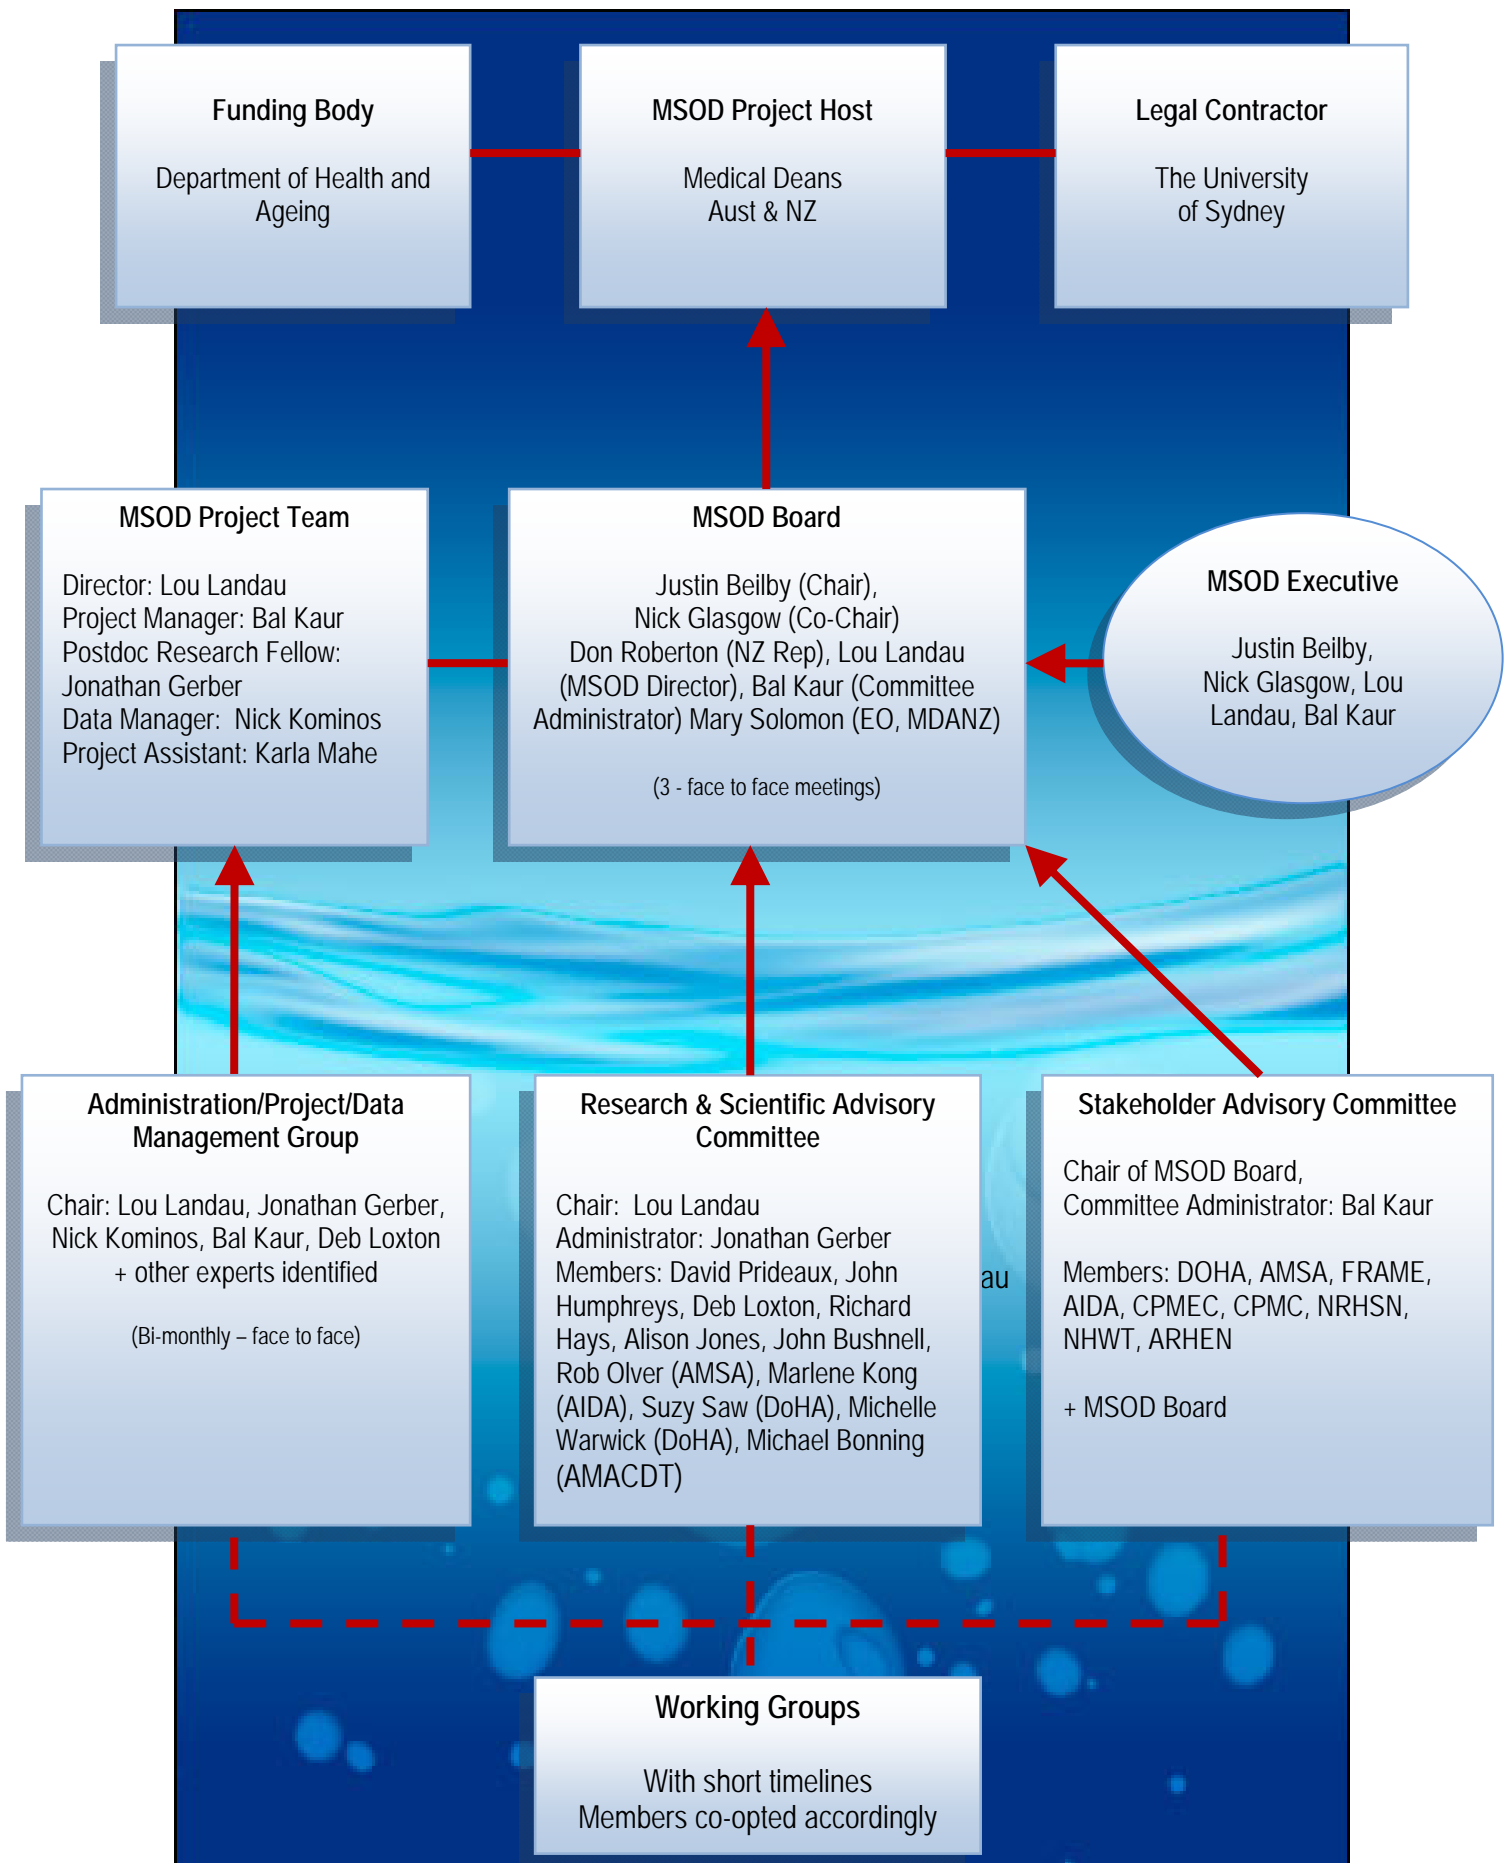 Funding Body
Department of Health and
Ageing
MSOD Project Host
Medical Deans
Aust & NZ
Legal Contractor
The University
of Sydney
MSOD Project Team
Director: Lou Landau
Project Manager: Bal Kaur
Postdoc Research Fellow:
Jonathan Gerber
Data Manager:  Nick Kominos
Project Assistant: Karla Mahe
MSOD Board
Justin Beilby (Chair),
Nick Glasgow (Co-Chair)
Don Roberton (NZ Rep), Lou Landau
(MSOD Director), Bal Kaur (Committee
Administrator) Mary Solomon (EO, MDANZ)
(3 - face to face meetings)
MSOD Executive
Justin Beilby,
Nick Glasgow, Lou
Landau, Bal Kaur
Administration/Project/Data
Management Group
Chair: Lou Landau, Jonathan Gerber,
Nick Kominos, Bal Kaur, Deb Loxton
+ other experts identified
(Bi-monthly – face to face)
Research & Scientific Advisory
Committee
Chair:  Lou Landau
Administrator: Jonathan Gerber
Members: David Prideaux, John
Humphreys, Deb Loxton, Richard
Hays, Alison Jones, John Bushnell,
Rob Olver (AMSA), Marlene Kong
(AIDA), Suzy Saw (DoHA), Michelle
Warwick (DoHA), Michael Bonning
(AMACDT)
au
Stakeholder Advisory Committee
Chair of MSOD Board,
Committee Administrator: Bal Kaur
Members: DOHA, AMSA, FRAME,
AIDA, CPMEC, CPMC, NRHSN,
NHWT, ARHEN
+ MSOD Board
Working Groups
With short timelines
Members co-opted accordingly